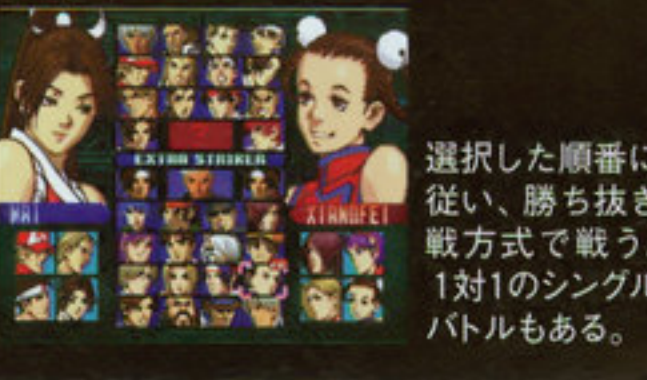 EXTRA STRIKER
MAI
XIANGFEI
選択した順番に
従い、勝ち抜き
戦方式で戦う。
1対1のシングル
バトルもある。